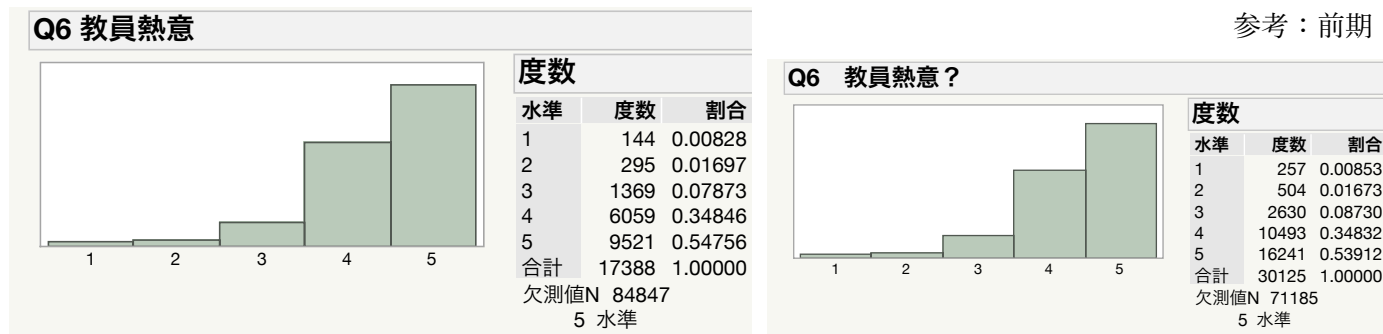 Q6 教員熱意
1 2 3 4 5
度数
水準 度数 割合
1 144 0.00828
2 295 0.01697
3 1369 0.07873
4 6059 0.34846
5 9521 0.54756
合計 17388 1.00000
欠測値N 84847
5 水準
参考：前期
Q6 教員熱意？
1 2 3 4 5
度数
水準 度数 割合
1 257 0.00853
2 504 0.01673
3 2630 0.08730
4 10493 0.34832
5 16241 0.53912
合計 30125 1.00000
欠測値N 71185
5 水準